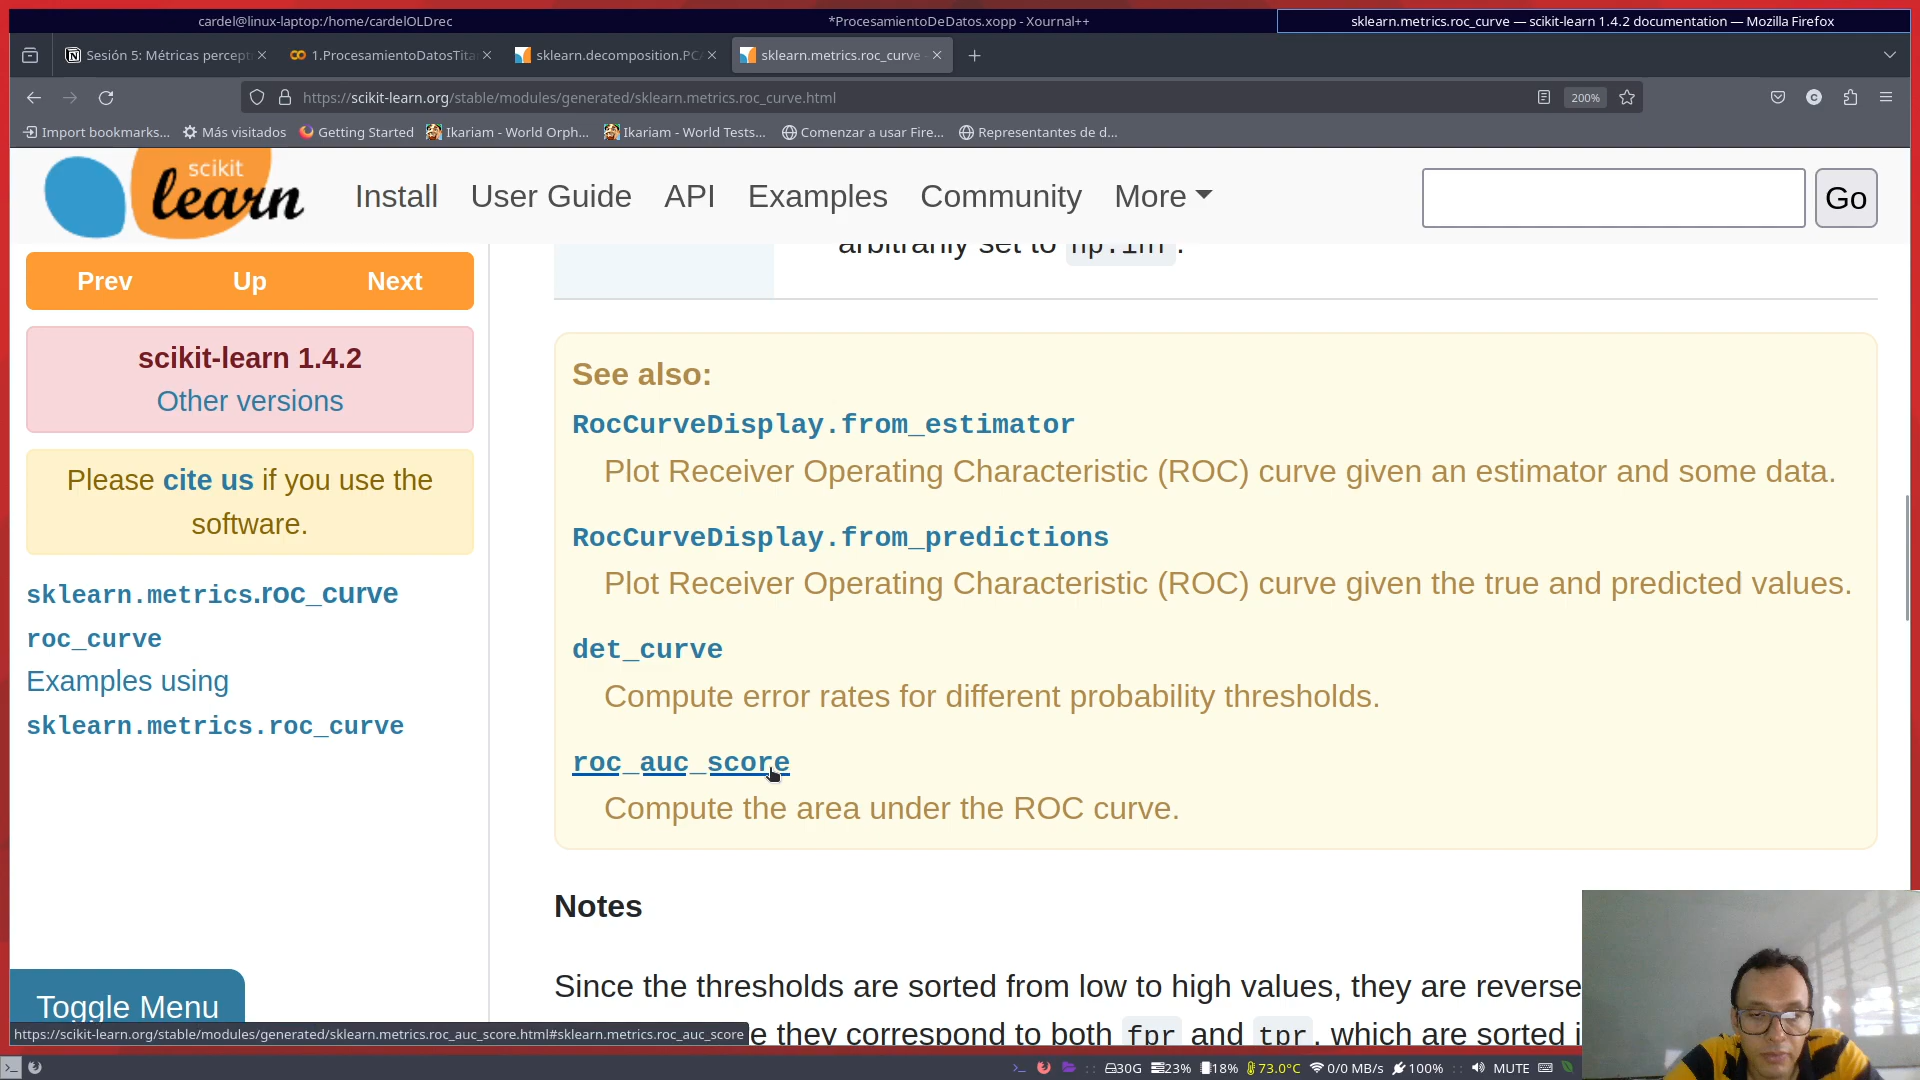 cardel@linux-laptop:/home/cardelOLDrec
*ProcesamientoDeDatos.xopp - Xournal++
sklearn.metrics.roc_curve — scikit-learn 1.4.2 documentation — Mozilla Firefox
Sesión 5: Métricas percept
1.ProcesamientoDatosTita
sklearn.decomposition.PCA
sklearn.metrics.roc_curve
https://scikit-learn.org/stable/modules/generated/sklearn.metrics.roc_curve.html
200%
Import bookmarks...
Más visitados
Getting Started
Ikariam - World Orph...
Ikariam - World Tests...
Comenzar a usar Fire...
Representantes de d...
scikit
learn
Install
User Guide
API
Examples
Community
More
Go
Prev
Up
Next
scikit-learn 1.4.2
Other versions
Please cite us if you use the
software.
sklearn.metrics.roc_curve
roc_curve
Examples using
sklearn.metrics.roc_curve
Toggle Menu
arbitrarily set to np.inf.
See also:
RocCurveDisplay.from_estimator
Plot Receiver Operating Characteristic (ROC) curve given an estimator and some data.
RocCurveDisplay.from_predictions
Plot Receiver Operating Characteristic (ROC) curve given the true and predicted values.
det_curve
Compute error rates for different probability thresholds.
roc_auc_score
Compute the area under the ROC curve.
Notes
Since the thresholds are sorted from low to high values, they are reverse
e they correspond to both fpr and tpr, which are sorted i
https://scikit-learn.org/stable/modules/generated/sklearn.metrics.roc_auc_score.html#sklearn.metrics.roc_auc_score
30G
23%
18%
73.0°C
0/0 MB/s
100%
MUTE